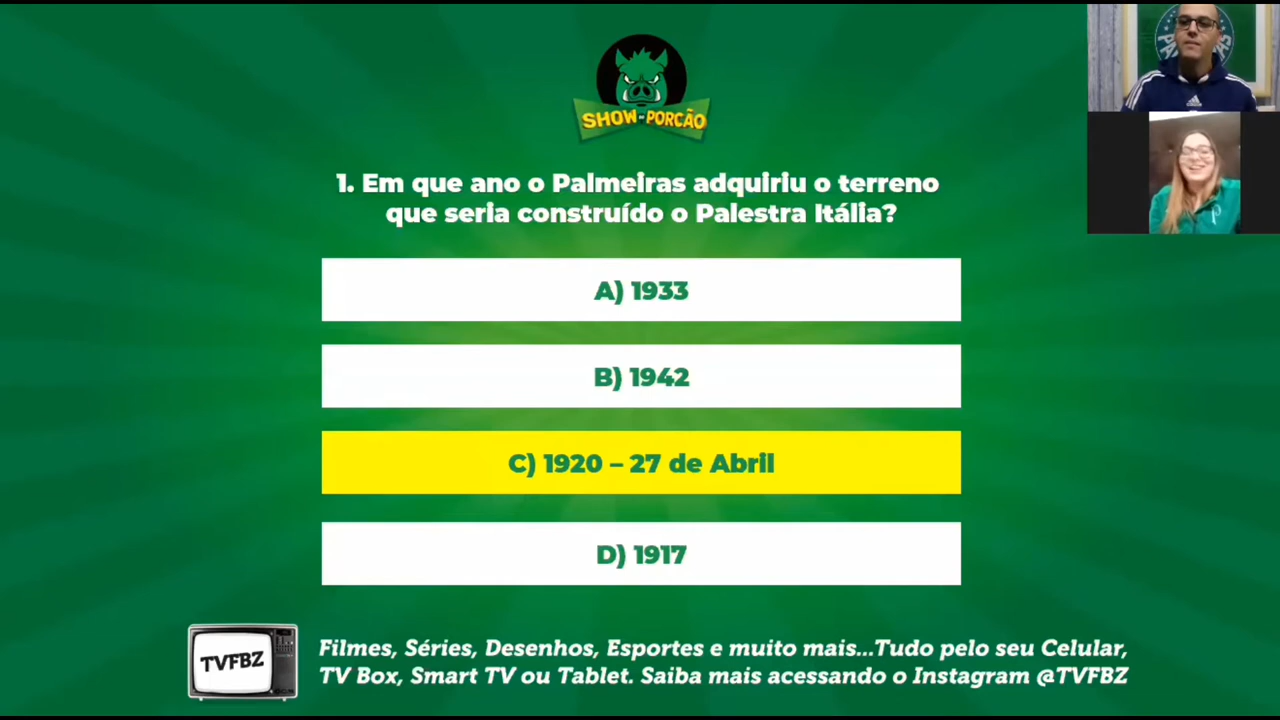 SHOW-PORCÃO
1. Em que ano o Palmeiras adquiriu o terreno
que seria construído o Palestra Itália?
A) 1933
B) 1942
C) 1920 – 27 de Abril
D) 1917
TVFBZ
Filmes, Séries, Desenhos, Esportes e muito mais...Tudo pelo seu Celular,
TV Box, Smart TV ou Tablet. Saiba mais acessando o Instagram @TVFBZ